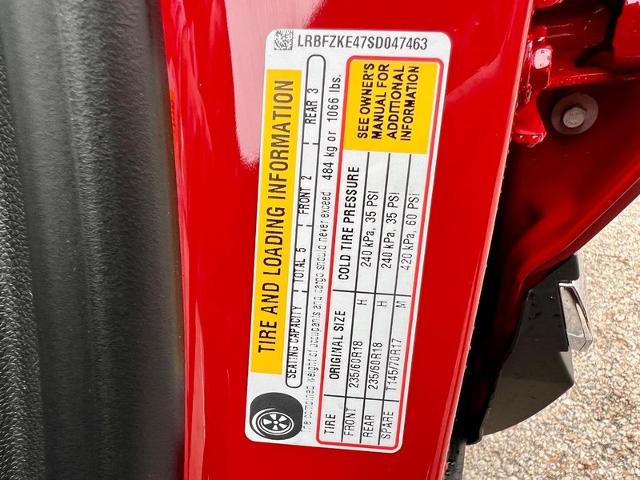 LRBFZKE47SD047463
TIRE AND LOADING INFORMATION
SEATING CAPACITY TOTAL 5 FRONT 2 REAR 3
The combined weight of occupants and cargo should never exceed 484 kg or 1066 lbs.
TIRE ORIGINAL SIZE COLD TIRE PRESSURE
FRONT 235/60R18 H 240 kPa, 35 PSI
REAR 235/60R18 H 240 kPa, 35 PSI
SPARE T145/70R17 M 420 kPa, 60 PSI
SEE OWNER'S
MANUAL FOR
ADDITIONAL
INFORMATION